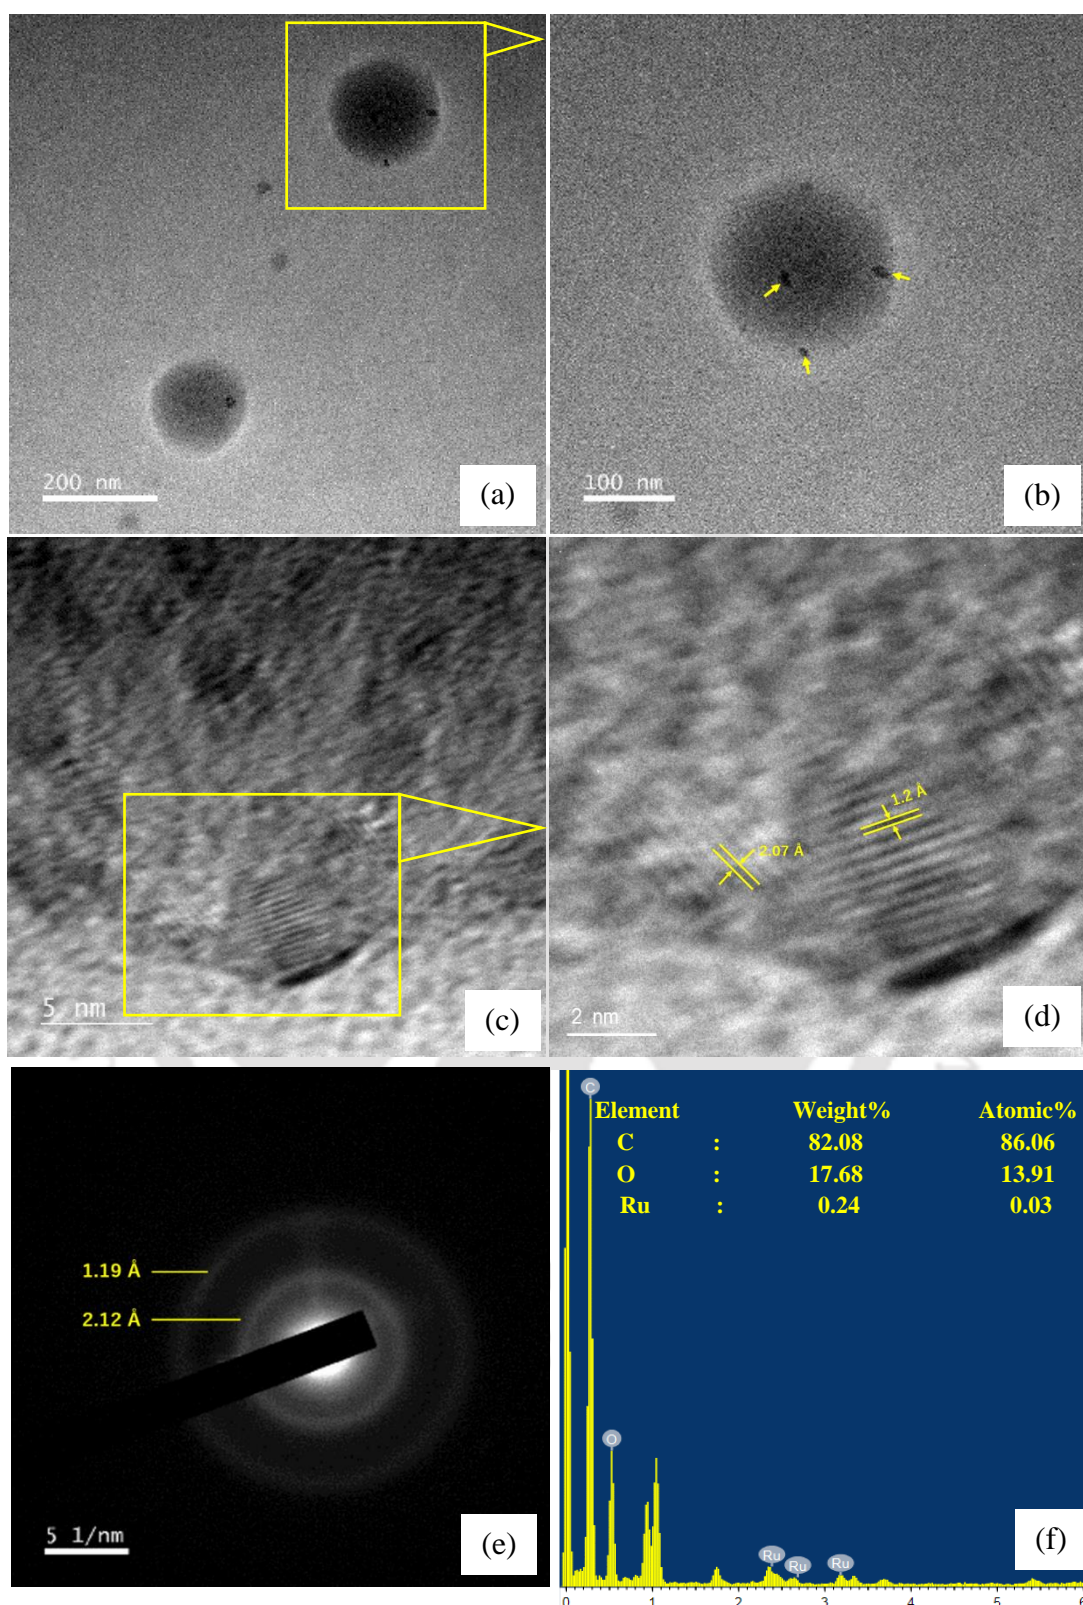 200 nm
(a)
100 nm
(b)
5 nm
(c)
1.2 Å
2.07 Å
2 nm
(d)
1.19 Å
2.12 Å
5 1/nm
(e)
C
Element Weight% Atomic%
C : 82.08 86.06
O : 17.68 13.91
Ru : 0.24 0.03
O
Ru Ru Ru
(f)
0 1 2 3 4 5 6